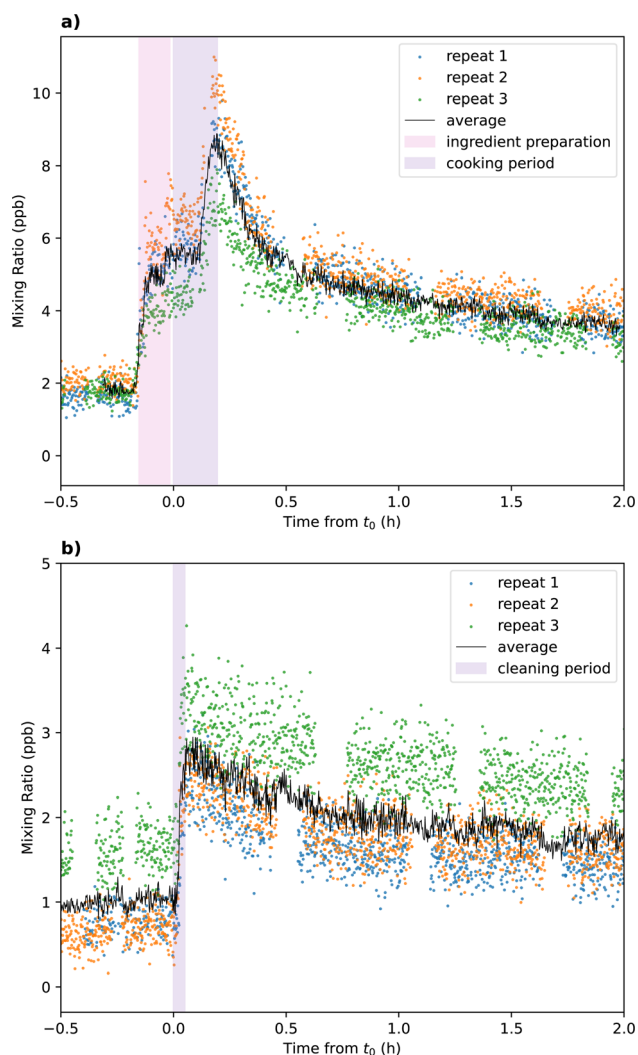 a)
repeat 1
repeat 2
repeat 3
average
ingredient preparation
cooking period
10
8
6
4
2
0
Mixing Ratio (ppb)
−0.5 0.0 0.5 1.0 1.5 2.0
Time from t₀ (h)
b)
repeat 1
repeat 2
repeat 3
average
cleaning period
5
4
3
2
1
0
Mixing Ratio (ppb)
−0.5 0.0 0.5 1.0 1.5 2.0
Time from t₀ (h)